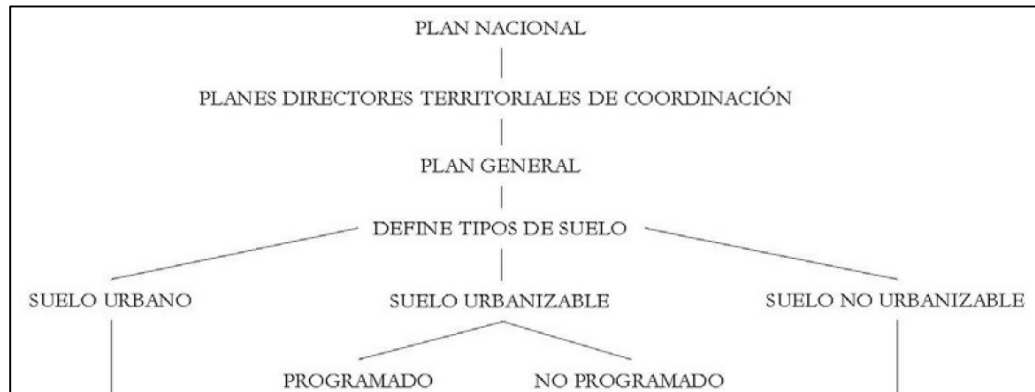 PLAN NACIONAL
PLANES DIRECTORES TERRITORIALES DE COORDINACIÓN
PLAN GENERAL
DEFINE TIPOS DE SUELO
SUELO URBANO SUELO URBANIZABLE SUELO NO URBANIZABLE
PROGRAMADO NO PROGRAMADO